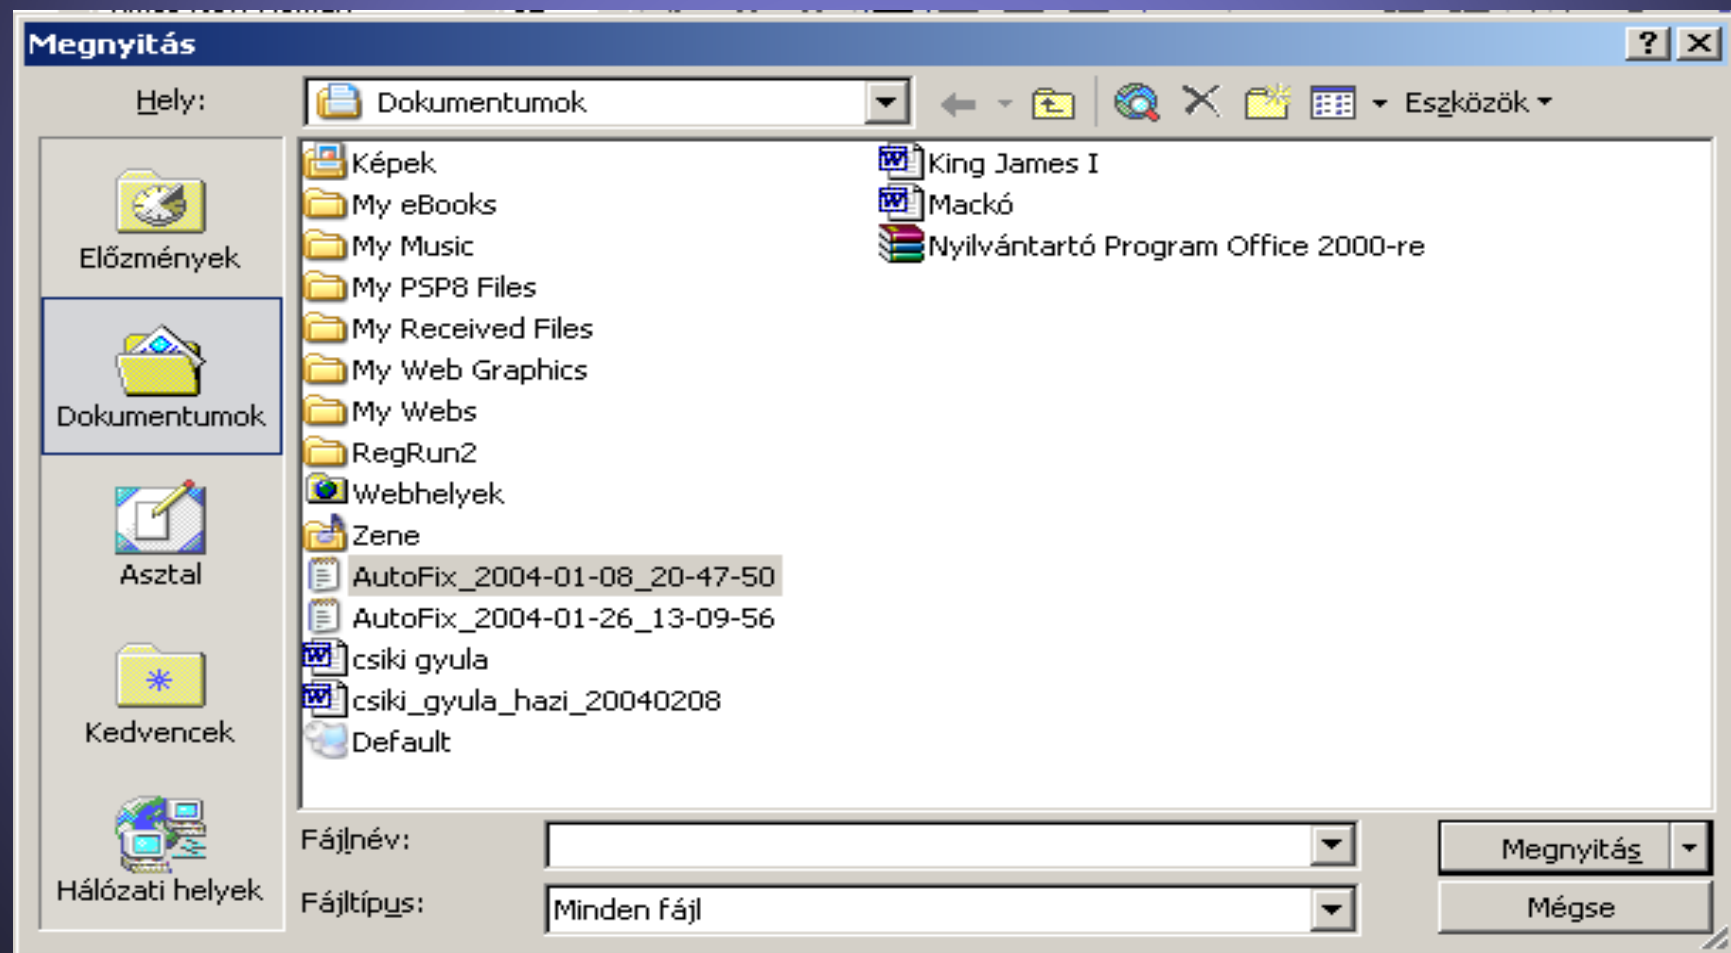 Megnyitás
Hely:
Dokumentumok
Eszközök
Előzmények
Dokumentumok
Asztal
Kedvencek
Hálózati helyek
Képek
My eBooks
My Music
My PSP8 Files
My Received Files
My Web Graphics
My Webs
RegRun2
Webhelyek
Zene
AutoFix_2004-01-08_20-47-50
AutoFix_2004-01-26_13-09-56
csiki gyula
csiki_gyula_hazi_20040208
Default
King James I
Mackó
Nyilvántartó Program Office 2000-re
Fájlnév:
Megnyitás
Fájltípus:
Minden fájl
Mégse